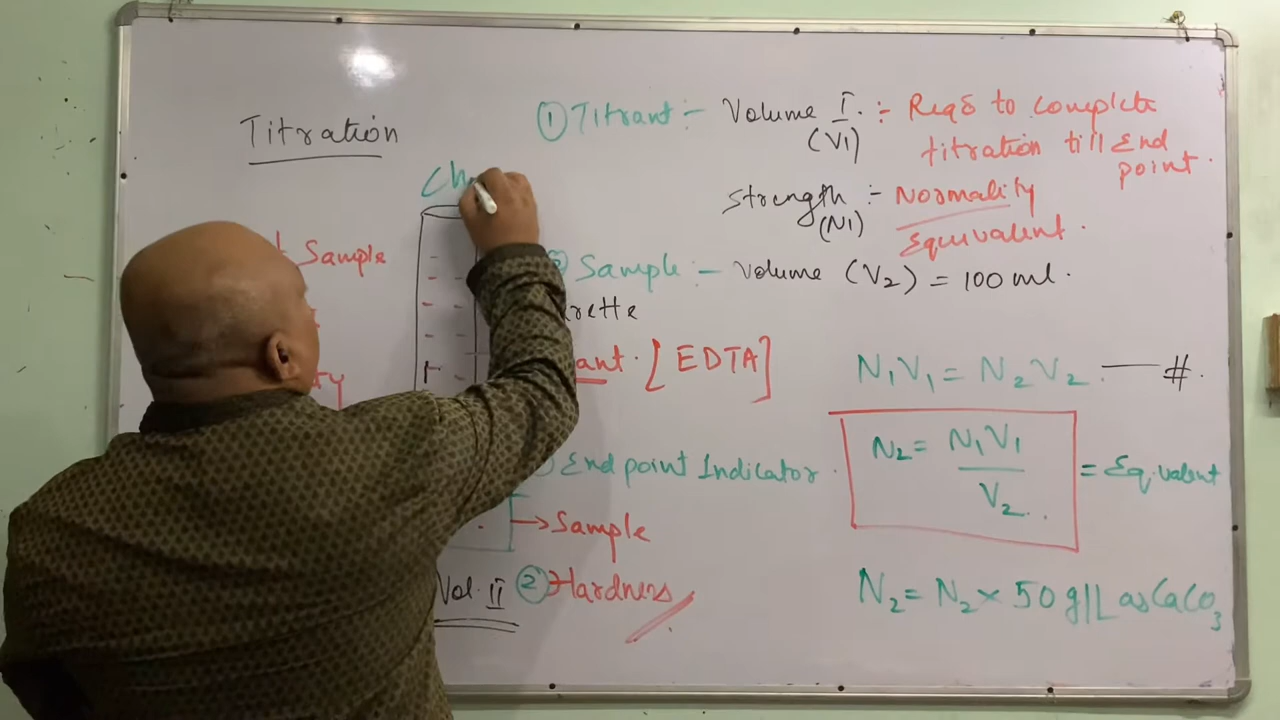 Titration
Ch
Sample
① Titrant :- Volume I. :- Reqd to complete
(V1) titration till End
point.
Strength :- Normality
(N1) Equivalent.
Sample :- Volume (V2) = 100 ml.
[EDTA]
N₁V₁ = N₂V₂. — #.
N₂ = N₁V₁ / V₂.. = Equivalent
End point Indicator.
→ Sample
Vol. II ② Hardness
N₂ = N₂ × 50 g/L as CaCO₃